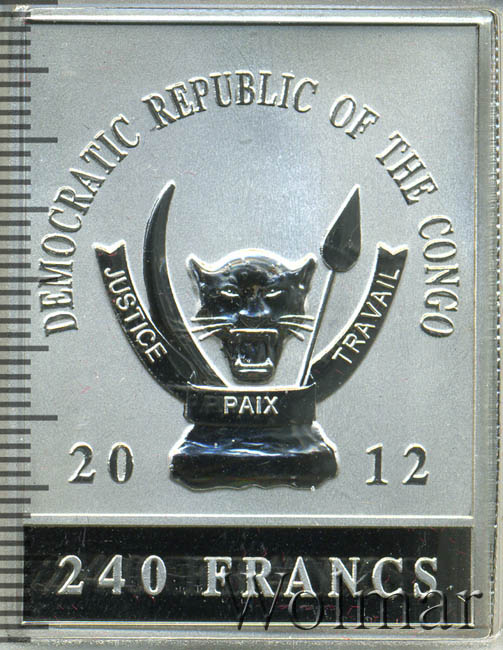 DEMOCRATIC REPUBLIC OF THE CONGO
JUSTICE
PAIX
TRAVAIL
20 12
240 FRANCS
Wolmar